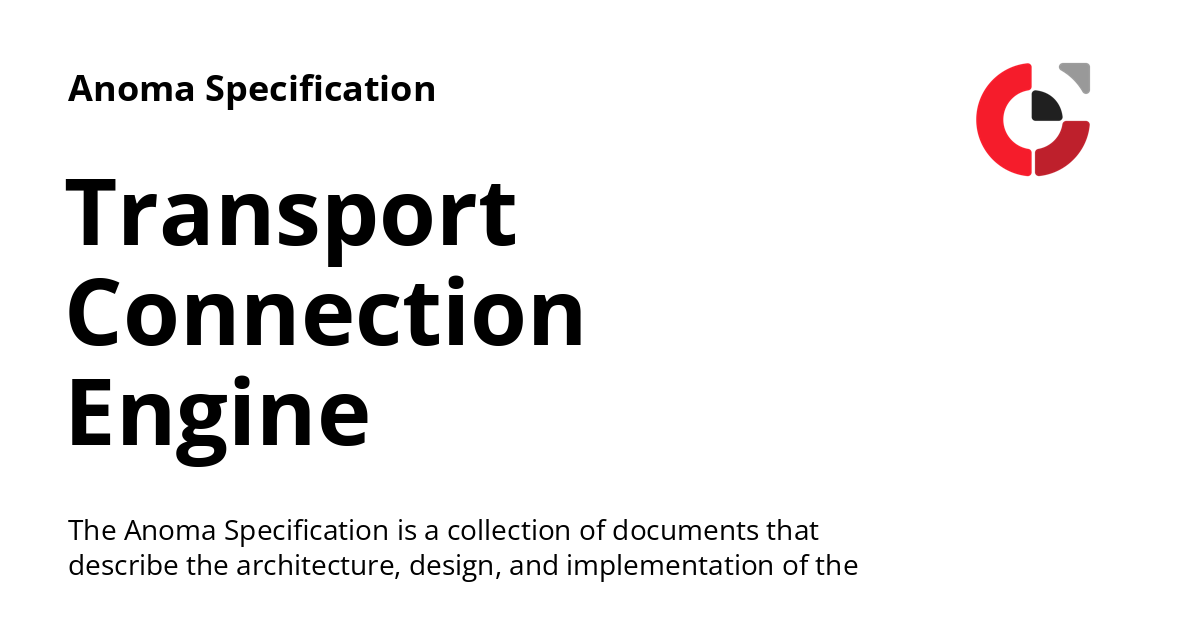 Anoma Specification
Transport
Connection
Engine
The Anoma Specification is a collection of documents that
describe the architecture, design, and implementation of the